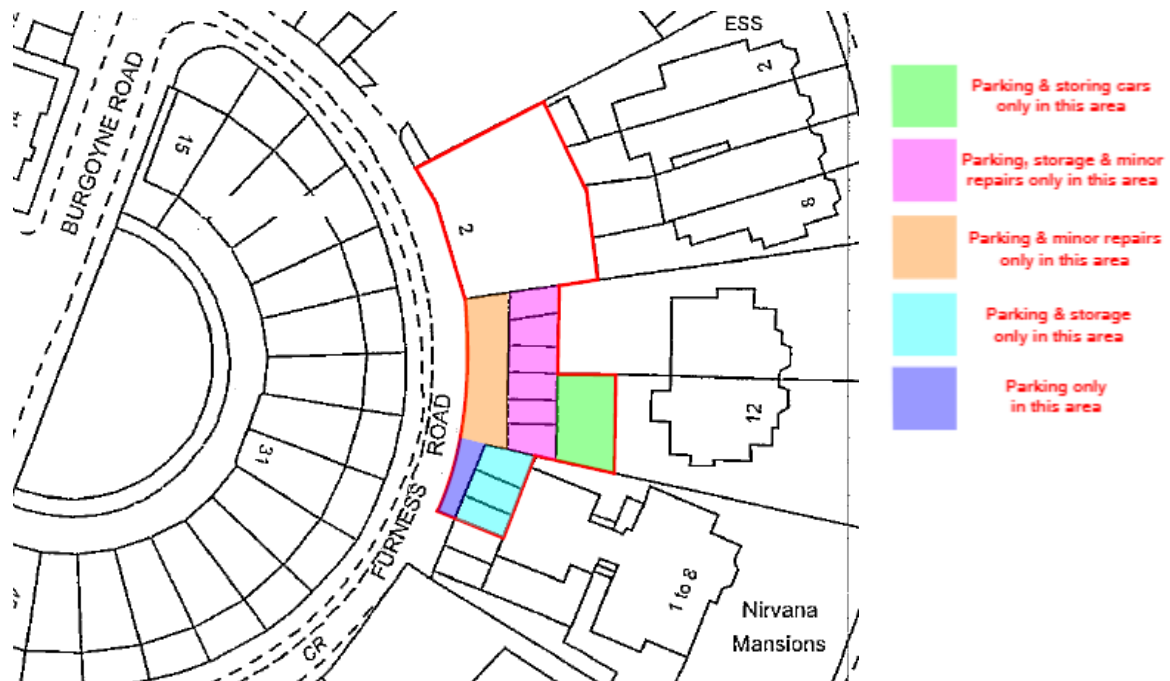 ESS
2
8
BURGOYNE ROAD
15
2
12
31
FURNESS ROAD
CR
1 to 8
Nirvana
Mansions
Parking & storing cars
only in this area
Parking, storage & minor
repairs only in this area
Parking & minor repairs
only in this area
Parking & storage
only in this area
Parking only
in this area